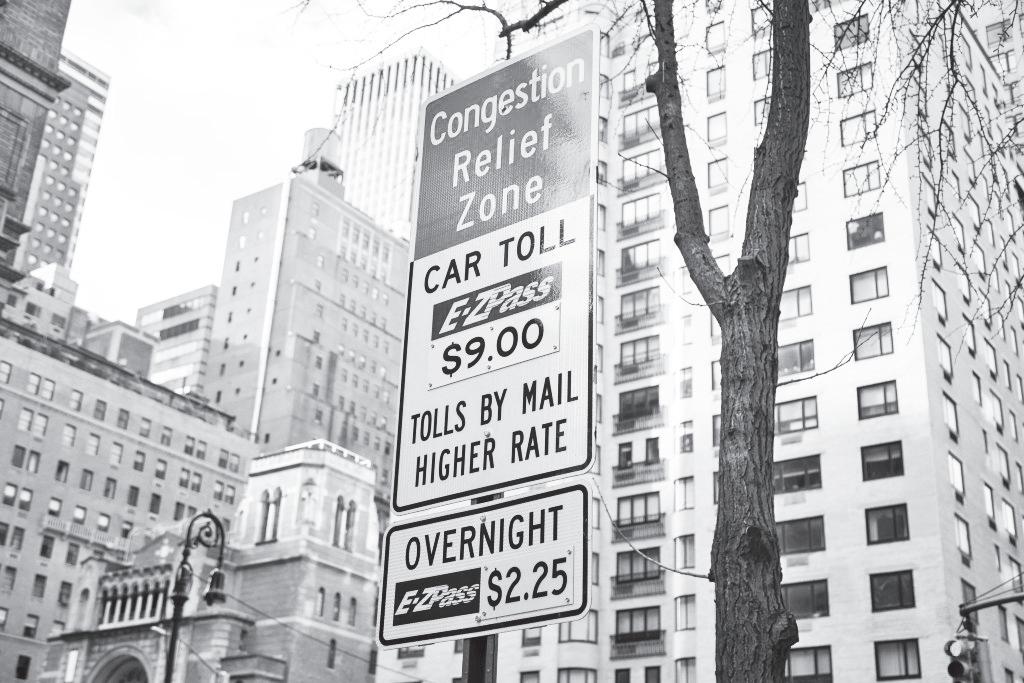 Congestion
Relief
Zone
CAR TOLL
E-ZPass
$9.00
TOLLS BY MAIL
HIGHER RATE
OVERNIGHT
E-ZPass $2.25